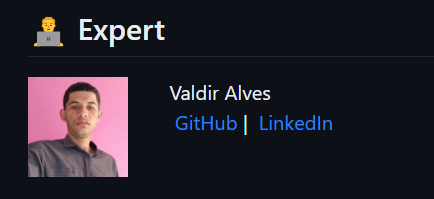 Expert
Valdir Alves
GitHub | LinkedIn